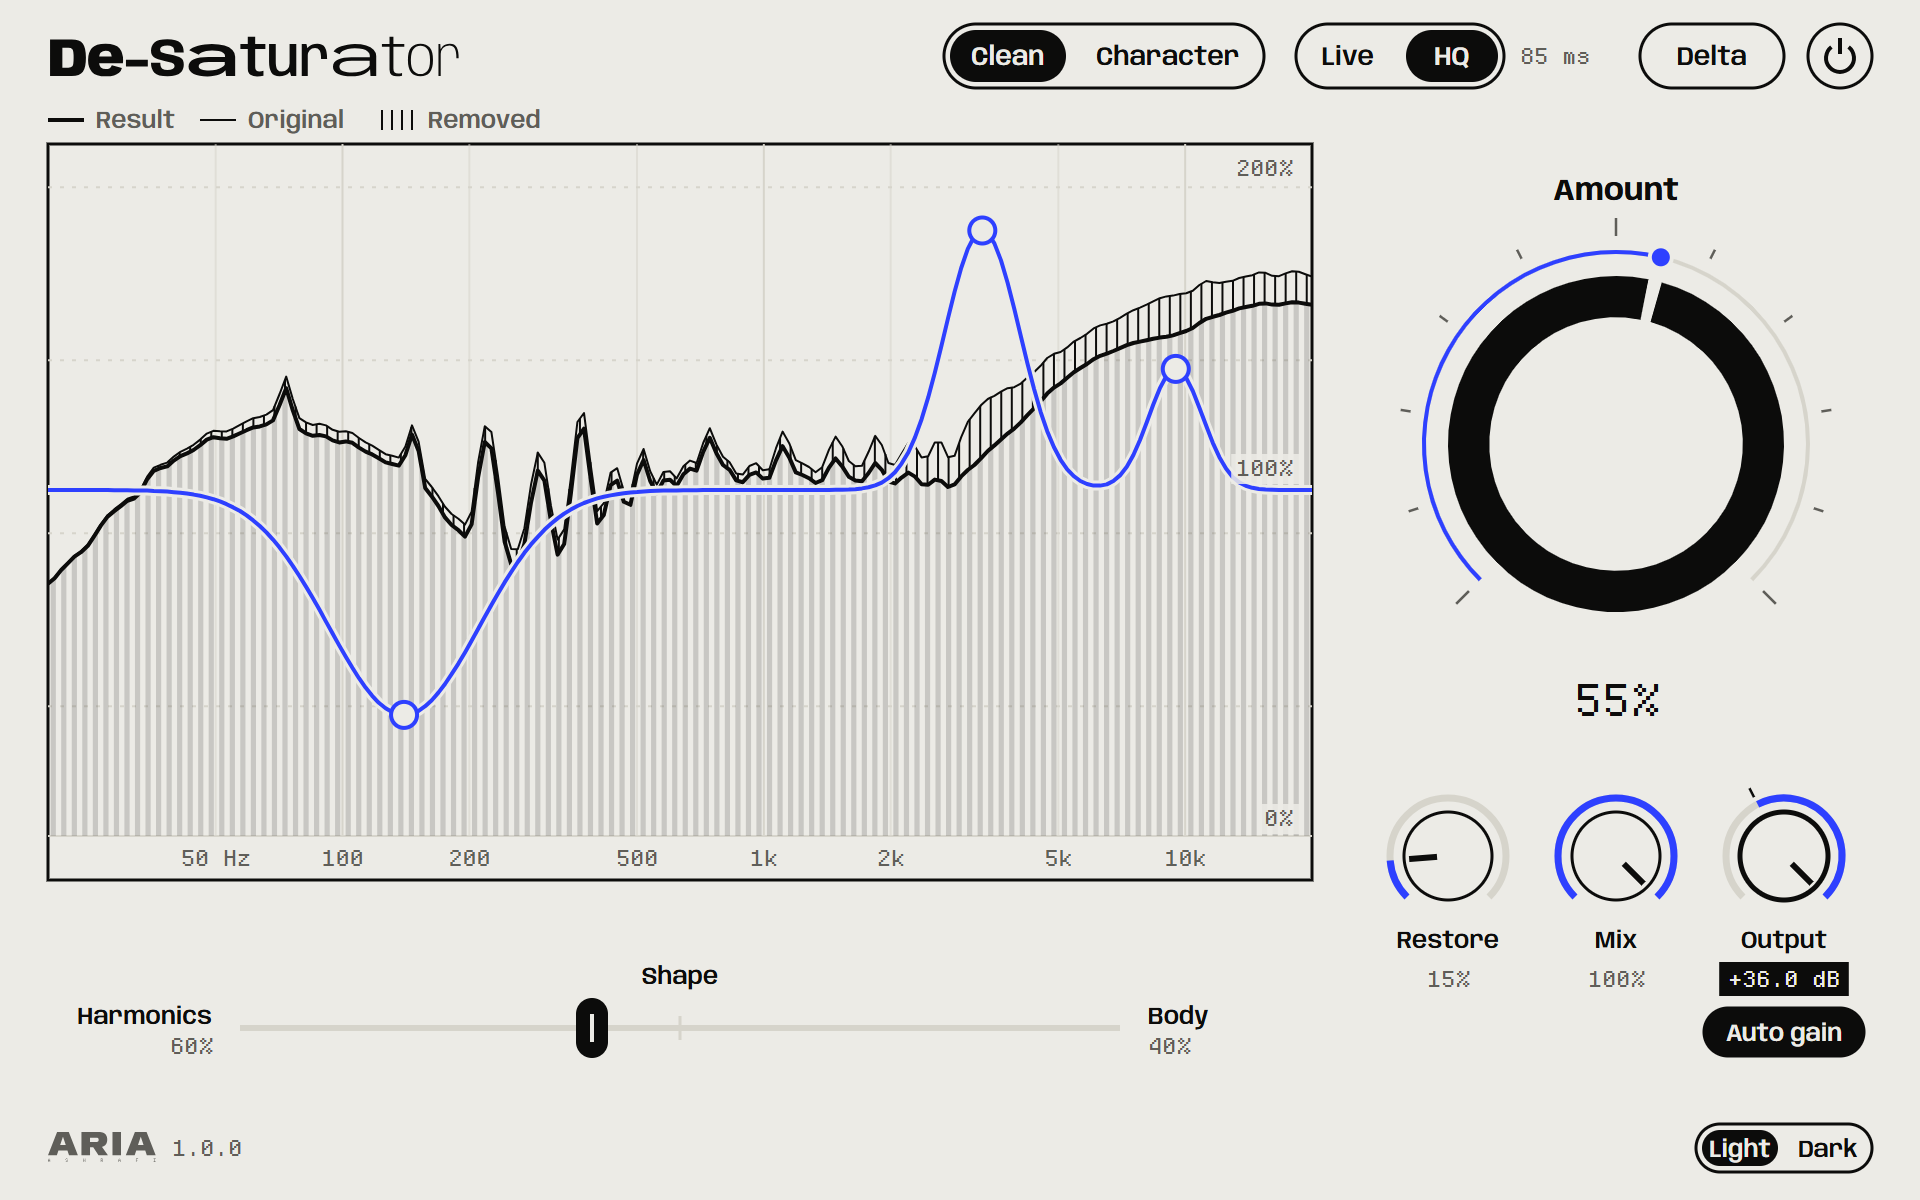 De-Saturator
Clean Character Live HQ 85 ms Delta
Result Original Removed
200%
100%
0%
50 Hz 100 200 500 1k 2k 5k 10k
Amount
55%
Restore Mix Output
15% 100% +36.0 dB
Auto gain
Shape
Harmonics Body
60% 40%
ARIA 1.0.0
Light Dark